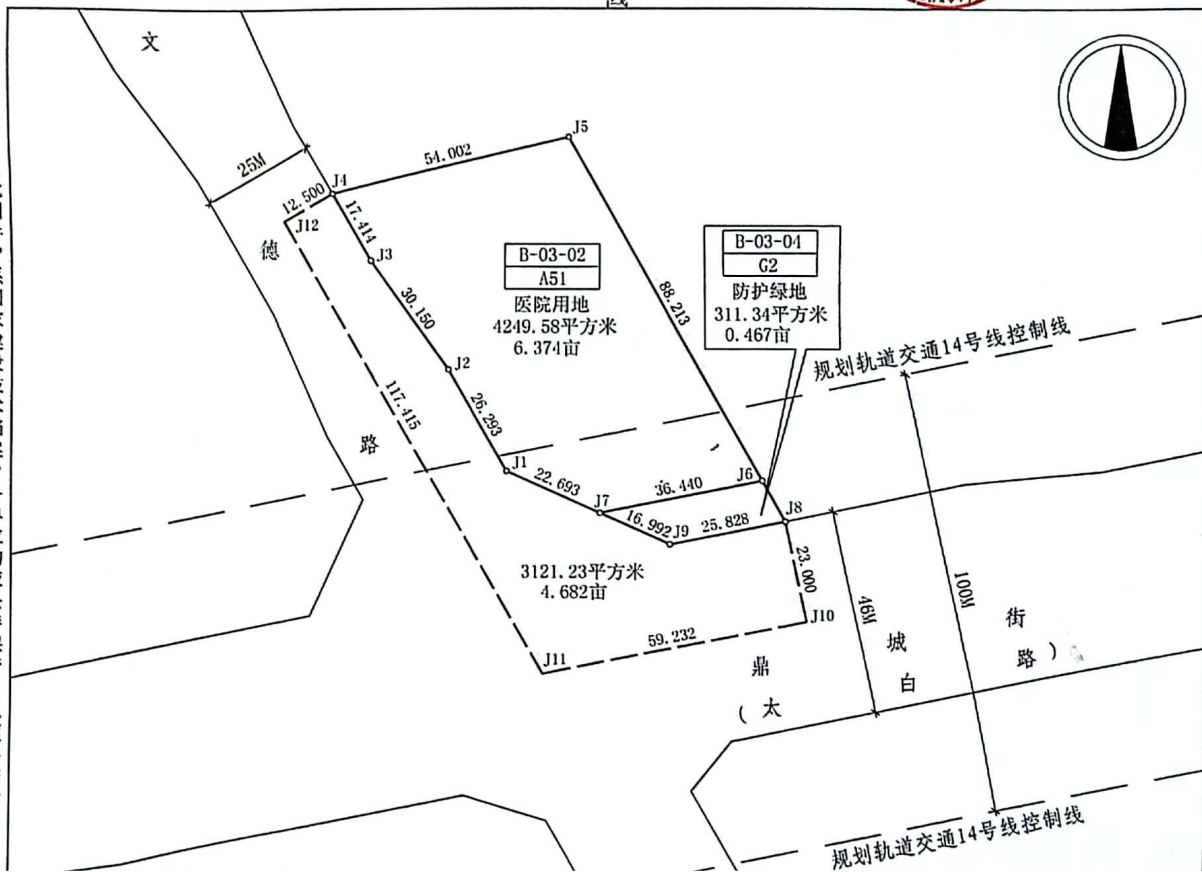 文
25M
J5
54.002
J4
12.500
J12
17.414
J3
德
B-03-02
A51
医院用地
4249.58平方米
6.374亩
B-03-04
G2
防护绿地
311.34平方米
0.467亩
88.213
30.150
规划轨道交通14号线控制线
J2
117.415
26.293
路
J1
22.693
J6
36.440
J7
16.992
J9
25.828
J8
3121.23平方米
4.682亩
23.000
46M
100M
J10
59.232
J11
鼎城街
(太白路)
规划轨道交通14号线控制线